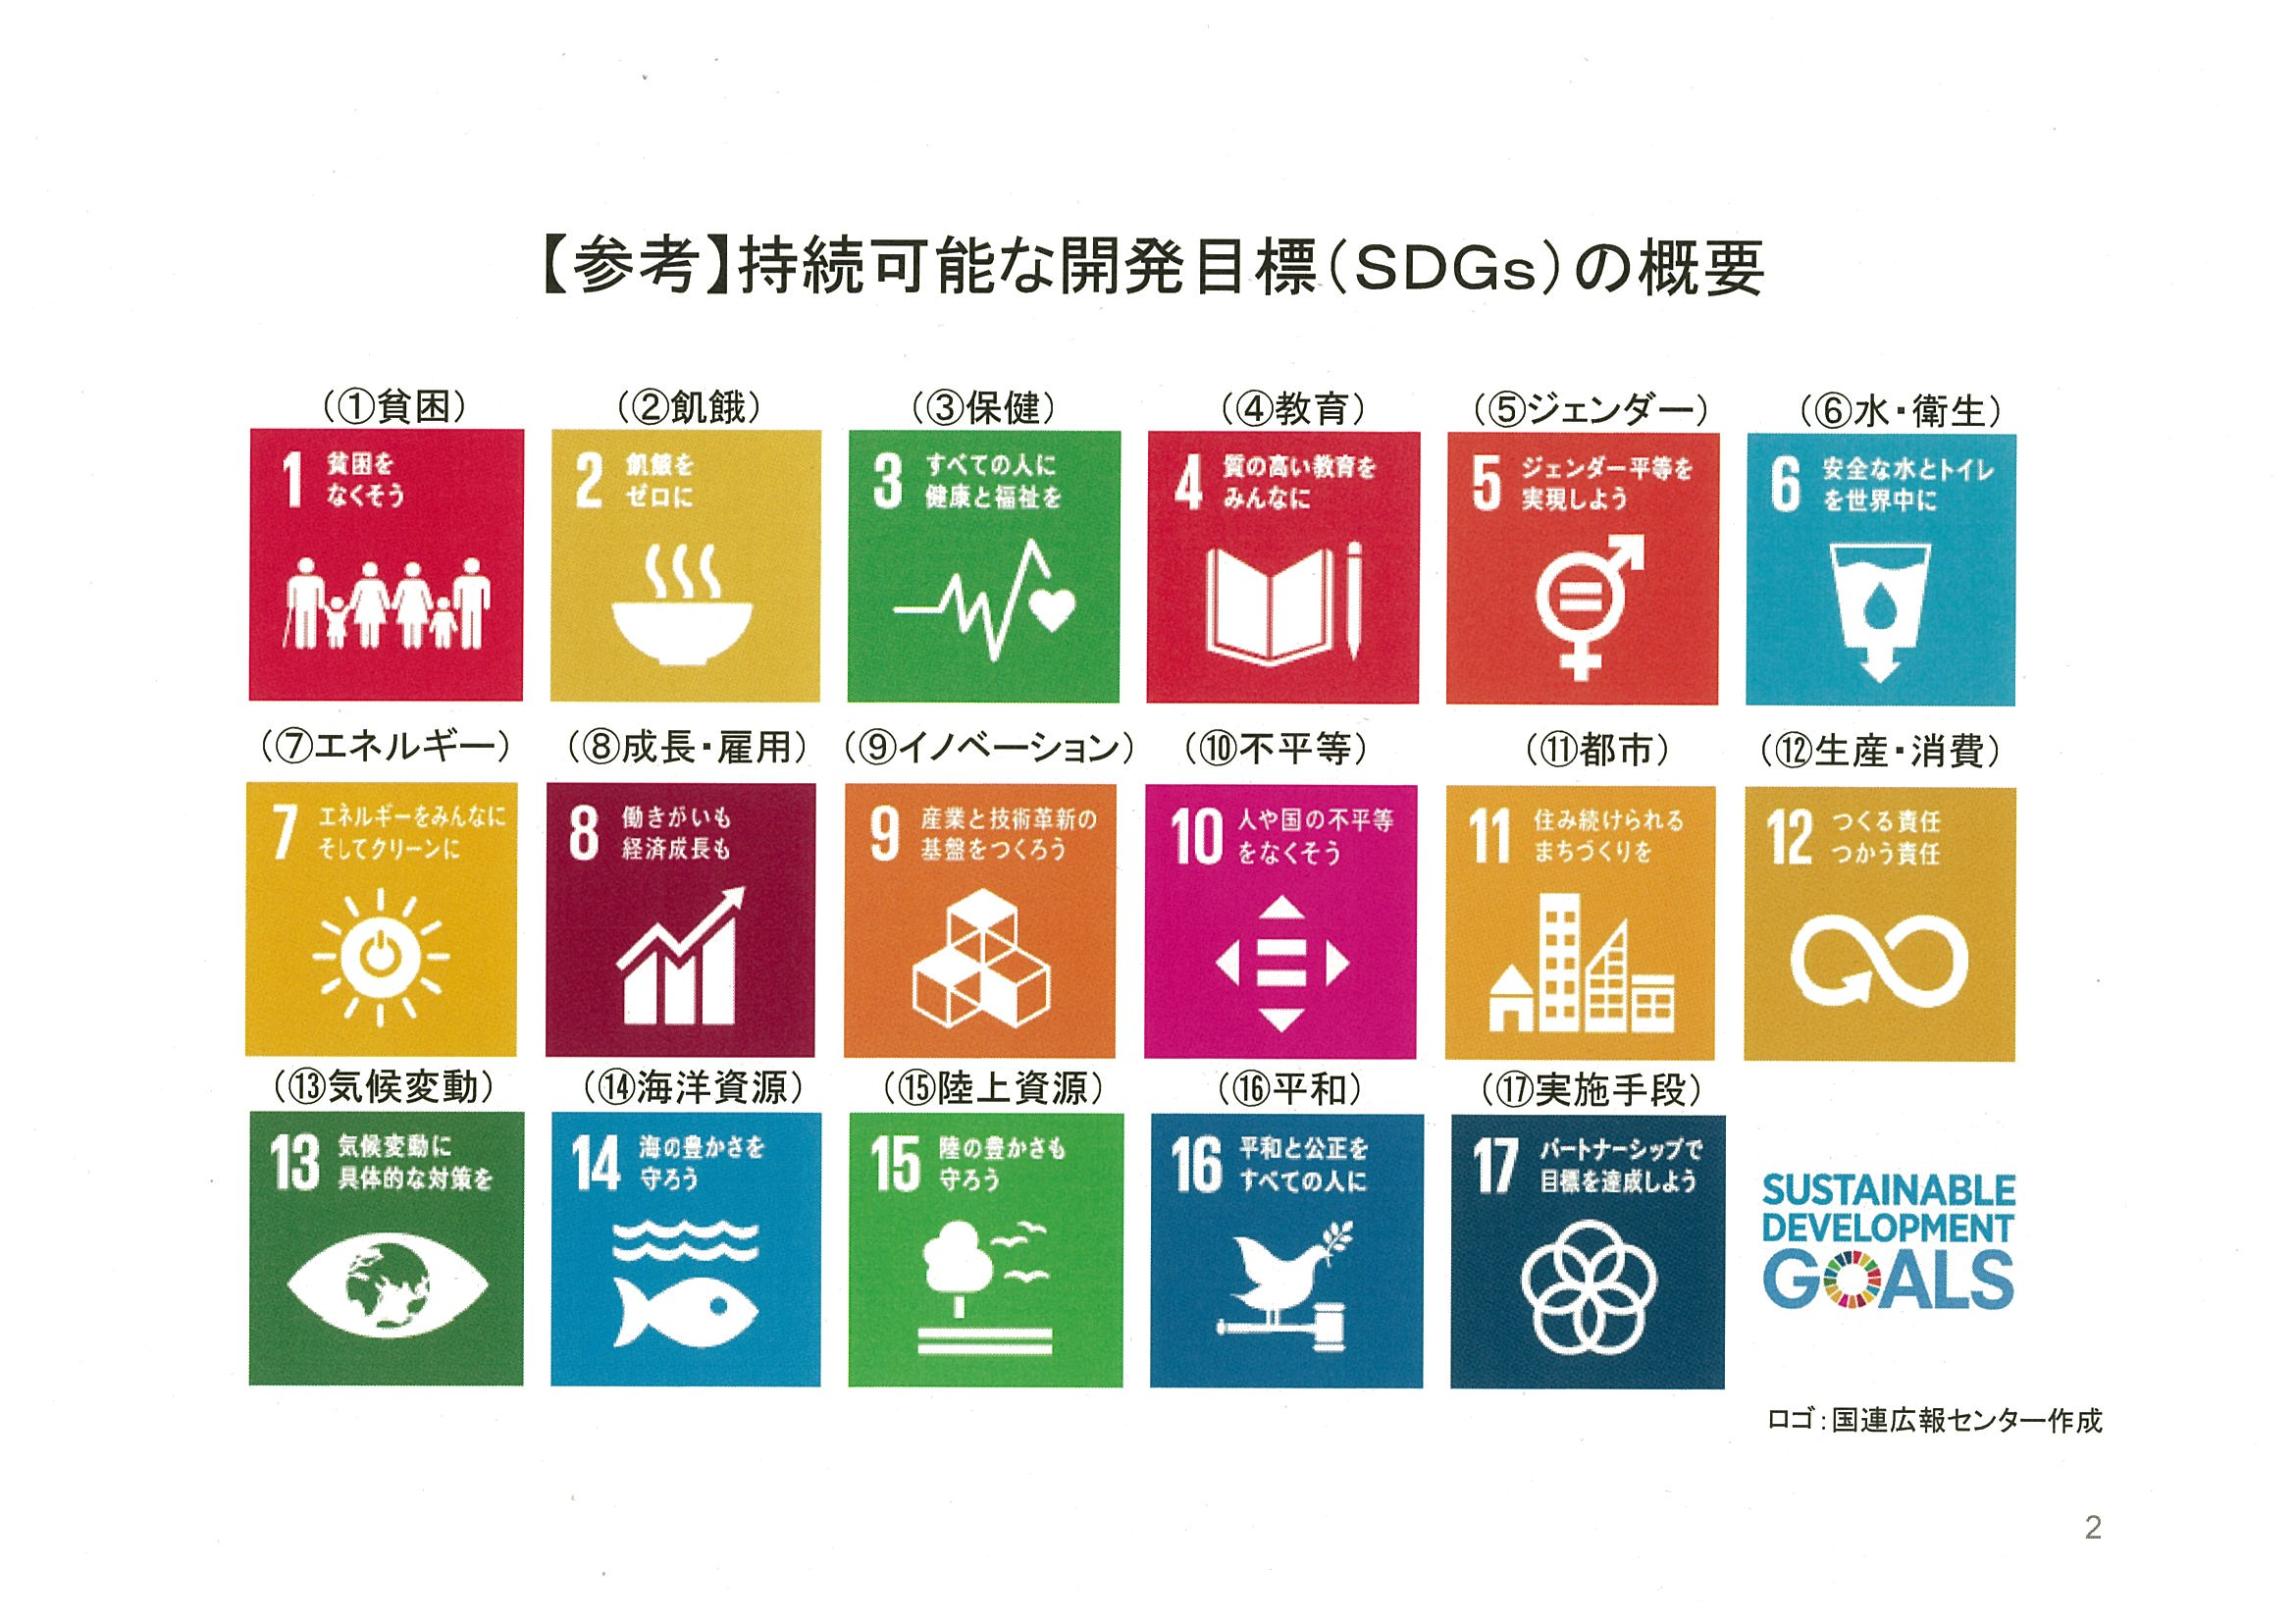 【参考】持続可能な開発目標(SDGs)の概要
(①貧困) (②飢餓) (③保健) (④教育) (⑤ジェンダー) (⑥水・衛生)
1 貧困を
なくそう
2 飢餓を
ゼロに
3 すべての人に
健康と福祉を
4 質の高い教育を
みんなに
5 ジェンダー平等を
実現しよう
6 安全な水とトイレ
を世界中に
(⑦エネルギー) (⑧成長・雇用) (⑨イノベーション) (⑩不平等) (⑪都市) (⑫生産・消費)
7 エネルギーをみんなに
そしてクリーンに
8 働きがいも
経済成長も
9 産業と技術革新の
基盤をつくろう
10 人や国の不平等
をなくそう
11 住み続けられる
まちづくりを
12 つくる責任
つかう責任
(⑬気候変動) (⑭海洋資源) (⑮陸上資源) (⑯平和) (⑰実施手段)
13 気候変動に
具体的な対策を
14 海の豊かさを
守ろう
15 陸の豊かさも
守ろう
16 平和と公正を
すべての人に
17 パートナーシップで
目標を達成しよう
SUSTAINABLE
DEVELOPMENT
GOALS
ロゴ:国連広報センター作成
2